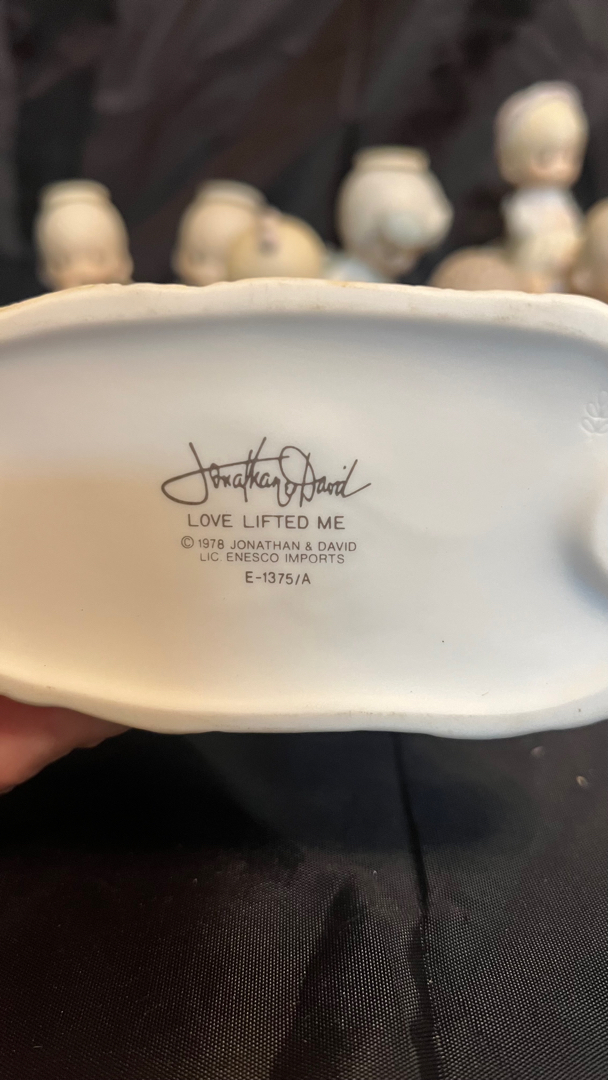 Jonathan & David
LOVE LIFTED ME
© 1978 JONATHAN & DAVID
LIC. ENESCO IMPORTS
E-1375/A